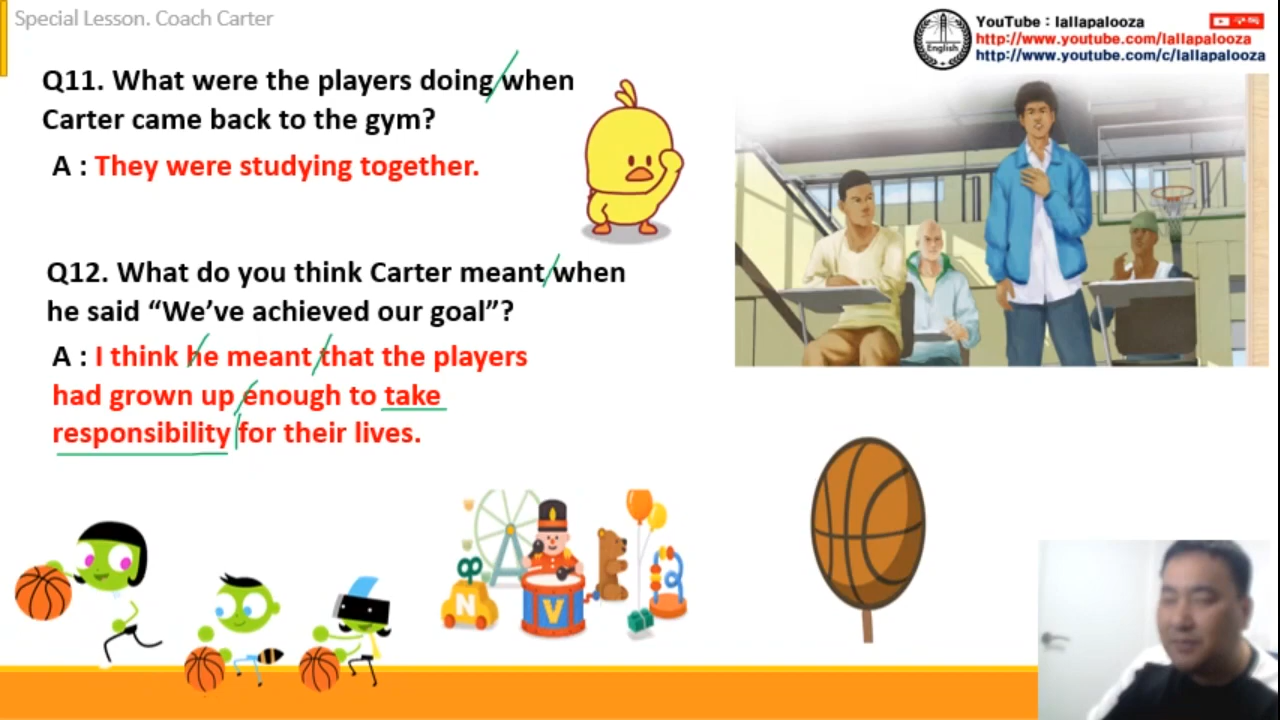 Special Lesson. Coach Carter
YouTube : lallapalooza
http://www.youtube.com/lallapalooza
http://www.youtube.com/c/lallapalooza
English
Q11. What were the players doing when
Carter came back to the gym?
A : They were studying together.
Q12. What do you think Carter meant when
he said “We’ve achieved our goal”?
A : I think he meant that the players
had grown up enough to take
responsibility for their lives.
N
V